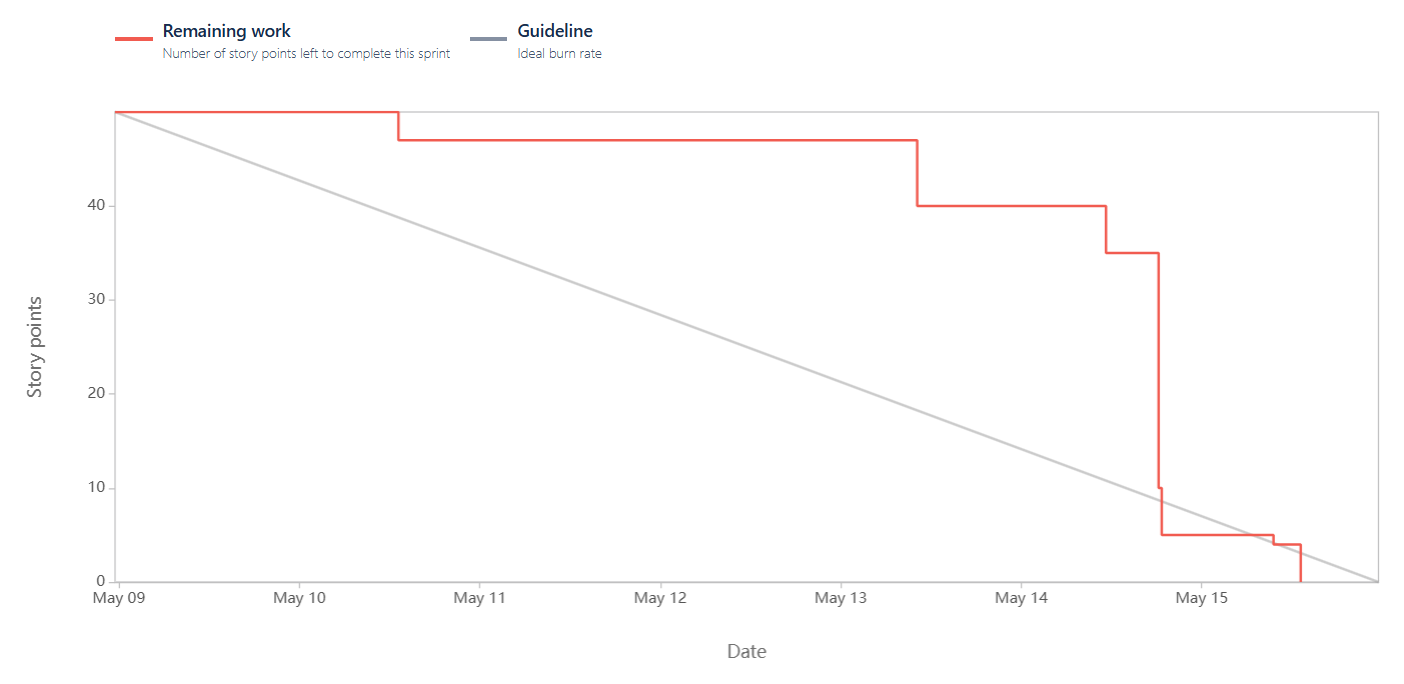 Remaining work
Number of story points left to complete this sprint
Guideline
Ideal burn rate
Story points
40
30
20
10
0
May 09
May 10
May 11
May 12
May 13
May 14
May 15
Date